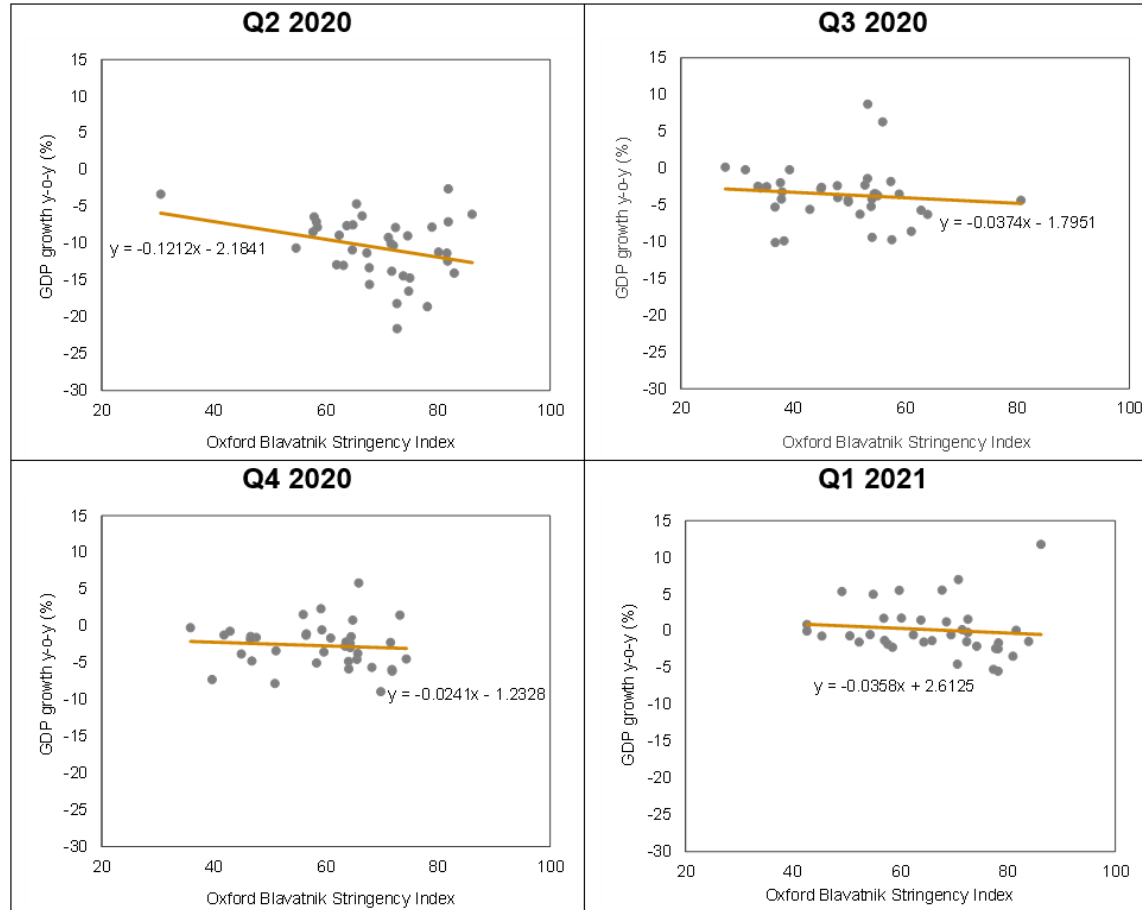 Q2 2020
15
10
5
0
-5
-10
-15
-20
-25
-30
GDP growth y-o-y (%)
y = -0.1212x - 2.1841
20 40 60 80 100
Oxford Blavatnik Stringency Index
Q3 2020
15
10
5
0
-5
-10
-15
-20
-25
-30
GDP growth y-o-y (%)
y = -0.0374x - 1.7951
20 40 60 80 100
Oxford Blavatnik Stringency Index
Q4 2020
15
10
5
0
-5
-10
-15
-20
-25
-30
GDP growth y-o-y (%)
y = -0.0241x - 1.2328
20 40 60 80 100
Oxford Blavatnik Stringency Index
Q1 2021
15
10
5
0
-5
-10
-15
-20
-25
-30
GDP growth y-o-y (%)
y = -0.0358x + 2.6125
20 40 60 80 100
Oxford Blavatnik Stringency Index